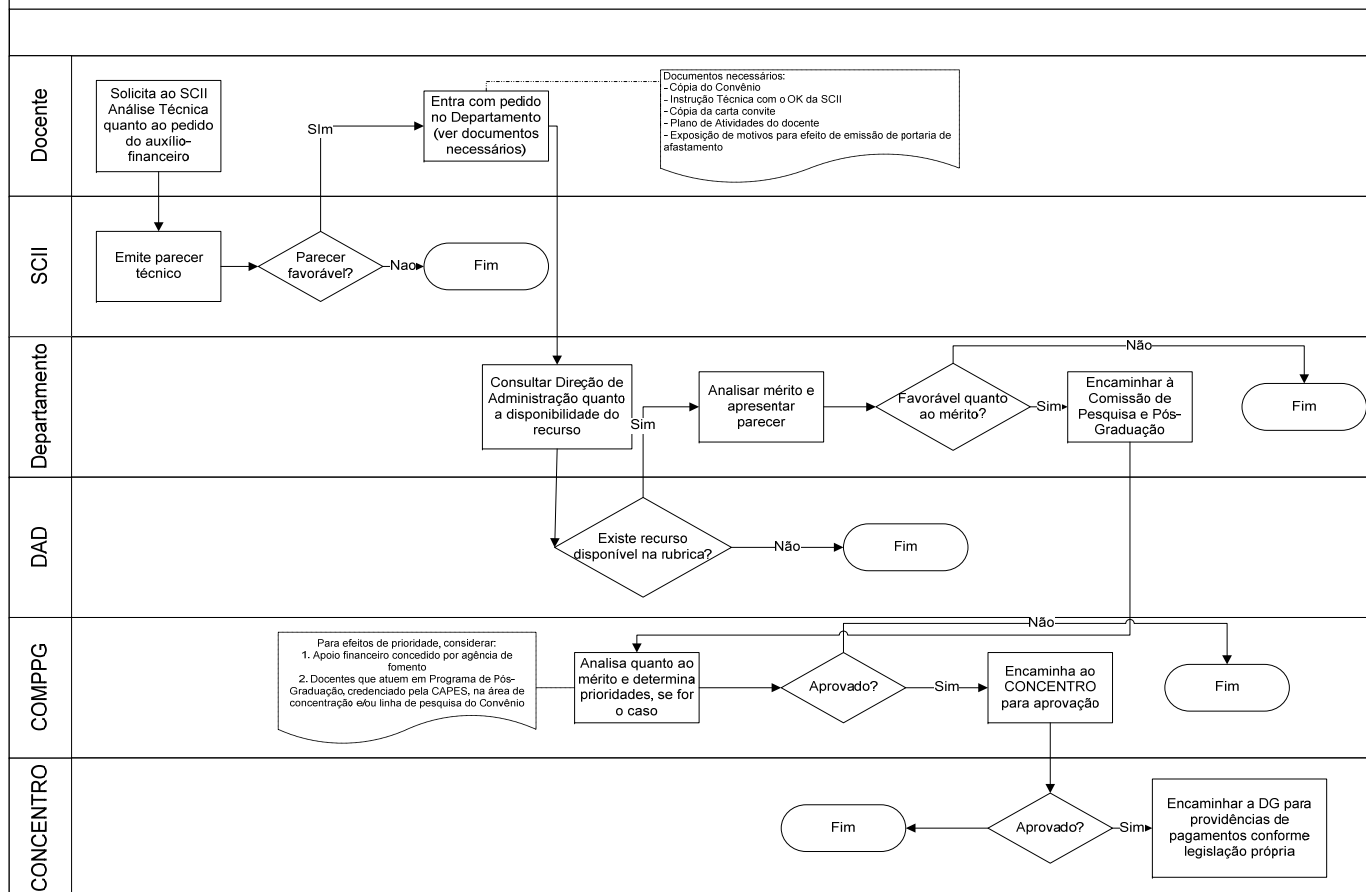 Docente
Solicita ao SCII
Análise Técnica
quanto ao pedido
do auxílio-
financeiro
SIm
Entra com pedido
no Departamento
(ver documentos
necessários)
Documentos necessários:
- Cópia do Convênio
- Instrução Técnica com o OK da SCII
- Cópia da carta convite
- Plano de Atividades do docente
- Exposição de motivos para efeito de emissão de portaria de
afastamento
SCII
Emite parecer
técnico
Parecer
favorável?
Nao
Fim
Departamento
Consultar Direção de
Administração quanto
a disponibilidade do
recurso
Sim
Analisar mérito e
apresentar
parecer
Favorável quanto
ao mérito?
Não
Sim
Encaminhar à
Comissão de
Pesquisa e Pós-
Graduação
Fim
DAD
Existe recurso
disponível na rubrica?
Não
Fim
COMPPG
Para efeitos de prioridade, considerar:
1. Apoio financeiro concedido por agência de
fomento
2. Docentes que atuem em Programa de Pós-
Graduação, credenciado pela CAPES, na área de
concentração e/ou linha de pesquisa do Convênio
Analisa quanto ao
mérito e determina
prioridades, se for
o caso
Aprovado?
Não
Sim
Encaminha ao
CONCENTRO
para aprovação
Fim
CONCENTRO
Fim
Aprovado?
Sim
Encaminhar a DG para
providências de
pagamentos conforme
legislação própria